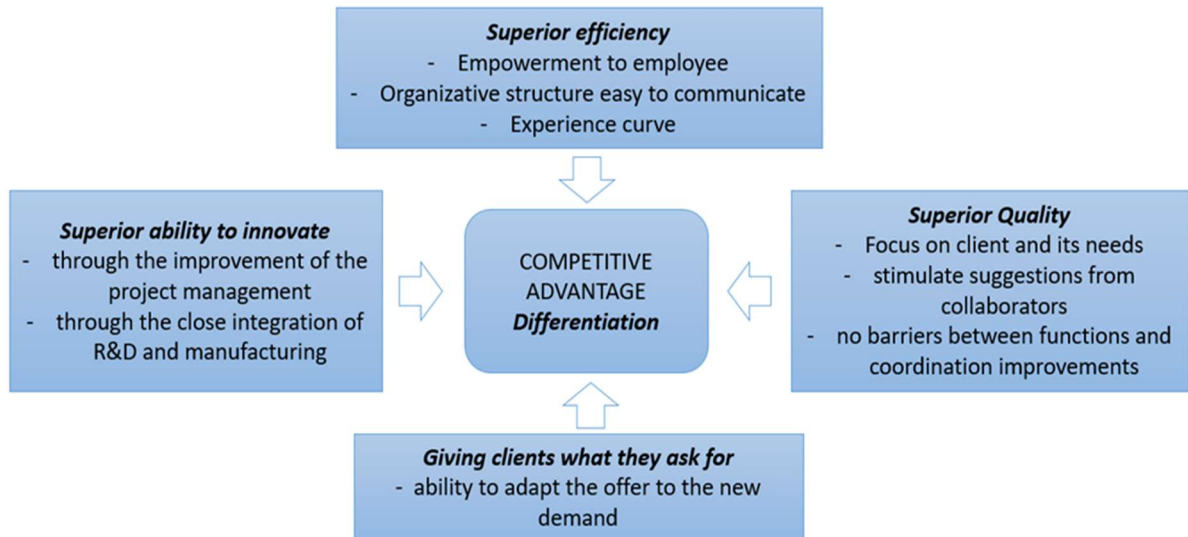 Superior efficiency
- Empowerment to employee
- Organizative structure easy to communicate
- Experience curve
Superior ability to innovate
- through the improvement of the
project management
- through the close integration of
R&D and manufacturing
COMPETITIVE
ADVANTAGE
Differentiation
Superior Quality
- Focus on client and its needs
- stimulate suggestions from
collaborators
- no barriers between functions and
coordination improvements
Giving clients what they ask for
- ability to adapt the offer to the new
demand